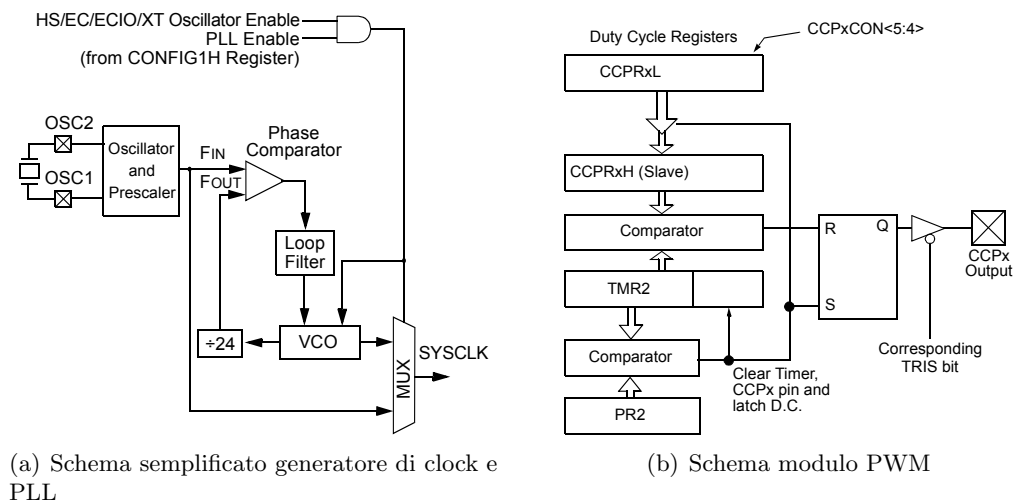 HS/EC/ECIO/XT Oscillator Enable
PLL Enable
(from CONFIG1H Register)
OSC2
OSC1
Oscillator
and
Prescaler
FIN
FOUT
Phase
Comparator
Loop
Filter
÷24
VCO
MUX
SYSCLK
(a) Schema semplificato generatore di clock e
PLL
Duty Cycle Registers
CCPxCON<5:4>
CCPRxL
CCPRxH (Slave)
Comparator
TMR2
Comparator
PR2
R
Q
S
CCPx
Output
Corresponding
TRIS bit
Clear Timer,
CCPx pin and
latch D.C.
(b) Schema modulo PWM